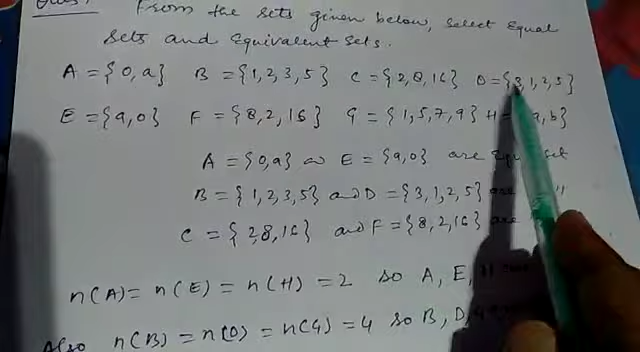 Ques: From the sets given below, select Equal
sets and Equivalent sets.
A = {0, a} B = {1, 2, 3, 5} C = {2, 8, 16} D = {3, 1, 2, 5}
E = {a, 0} F = {8, 2, 16} G = {1, 5, 7, 9} H = a, b}
A = {0, a} E = {a, 0} are set
B = {1, 2, 3, 5} and D = {3, 1, 2, 5} are
C = {2, 8, 16} and F = {8, 2, 16} are
n(A) = n(E) = n(H) = 2 so A, E,
Also n(B) = n(D) = n(G) = 4 so B, D,